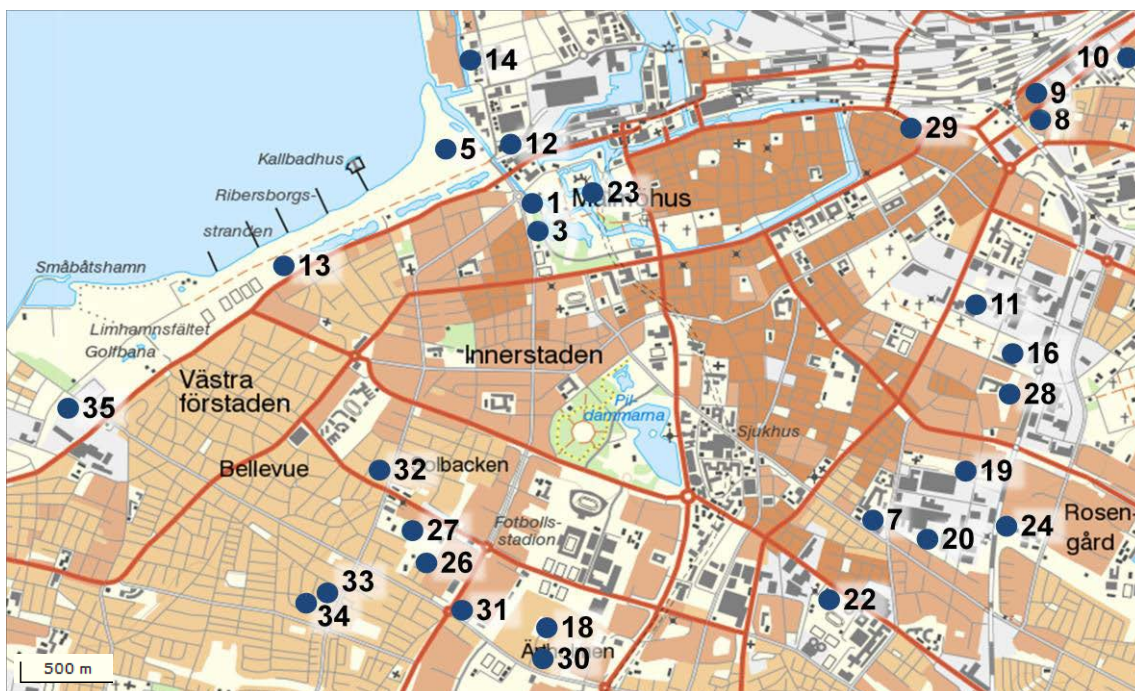 14
10
9
8
29
12
5
Kallbadhus
Ribersborgs-
stranden
1
23
Malmöhus
3
13
Småbåtshamn
Limhamnsfältet
Golfbana
11
16
28
Innerstaden
Västra
förstaden
35
Pil-
dammarna
Sjukhus
Bellevue
32
olbacken
19
27
Fotbolls-
stadion
7
20
24
Rosen-
gård
26
33
34
31
22
18
30
500 m